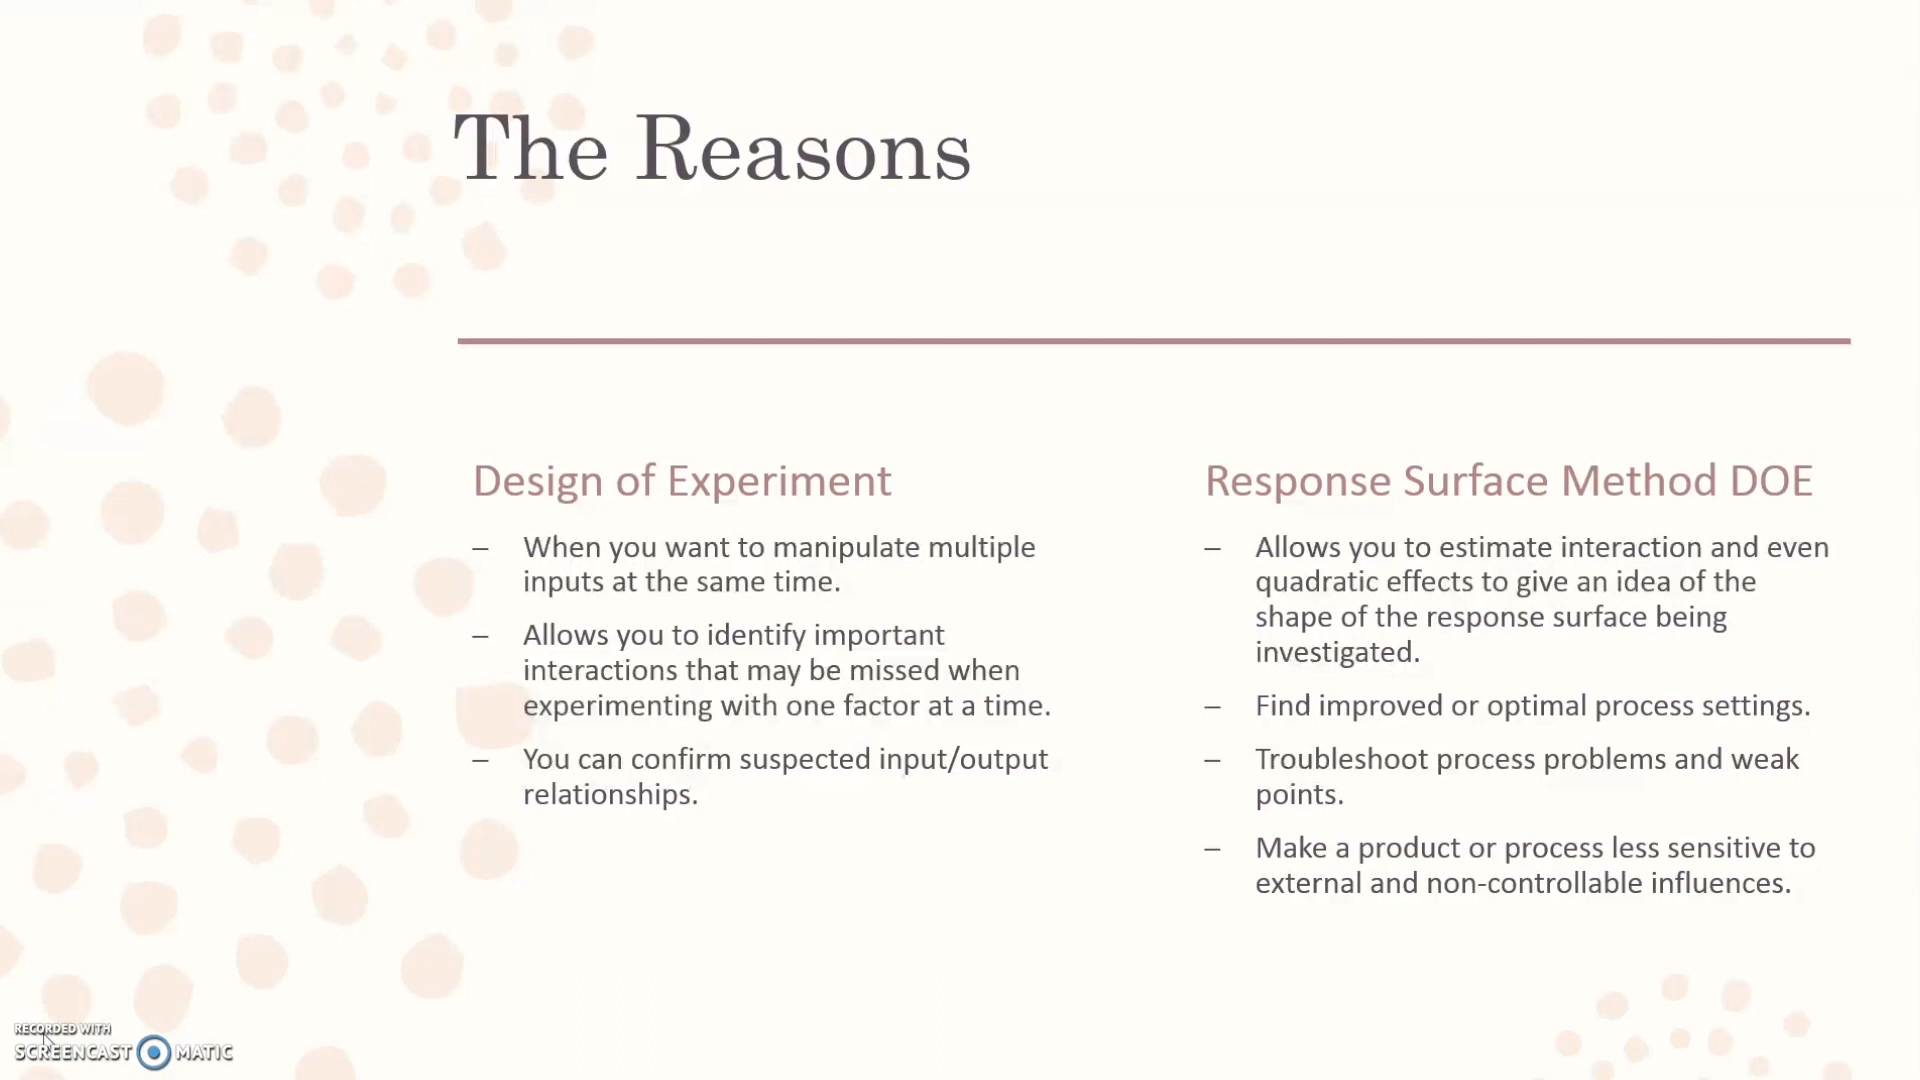 The Reasons
Design of Experiment
– When you want to manipulate multiple
inputs at the same time.
– Allows you to identify important
interactions that may be missed when
experimenting with one factor at a time.
– You can confirm suspected input/output
relationships.
Response Surface Method DOE
– Allows you to estimate interaction and even
quadratic effects to give an idea of the
shape of the response surface being
investigated.
– Find improved or optimal process settings.
– Troubleshoot process problems and weak
points.
– Make a product or process less sensitive to
external and non-controllable influences.
RECORDED WITH
SCREENCAST MATIC